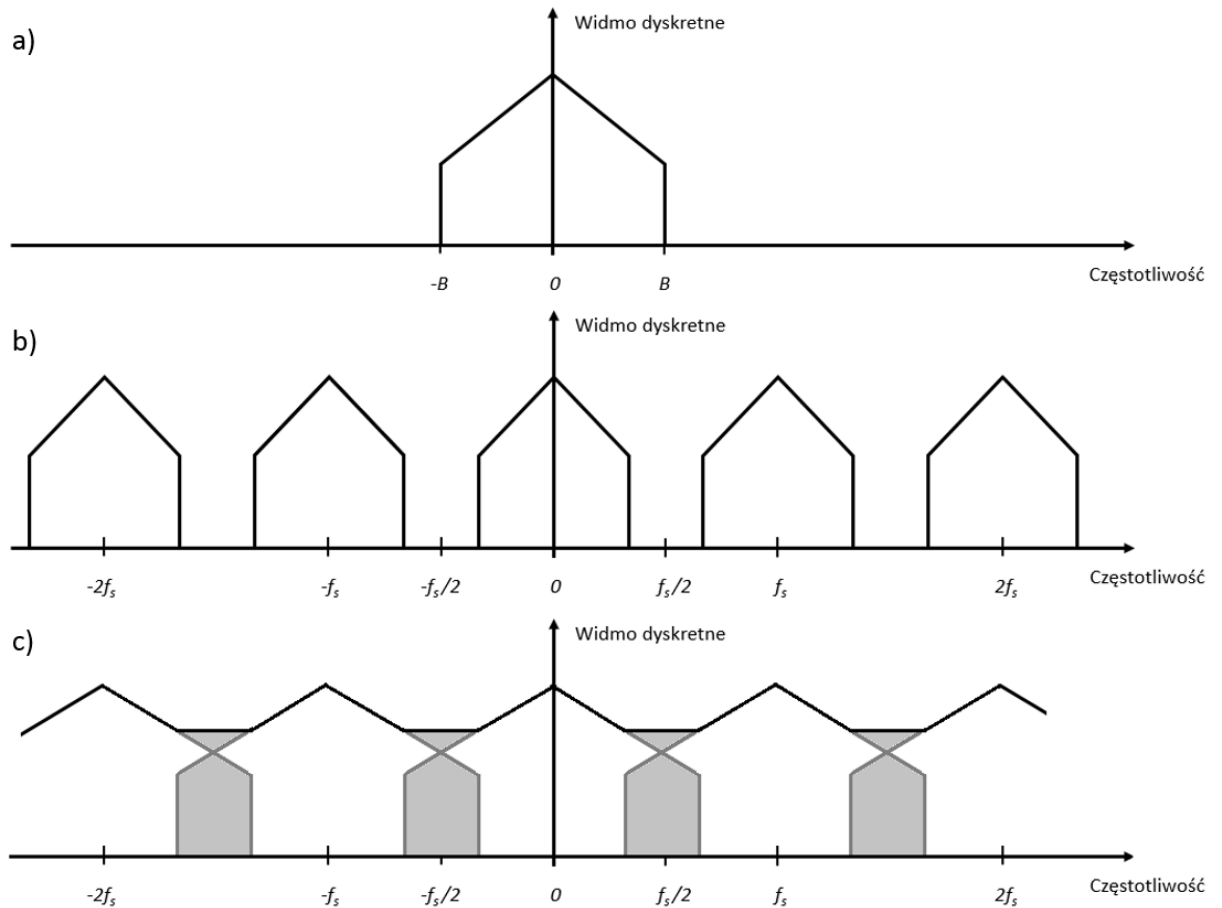 a)
Widmo dyskretne
-B 0 B
Częstotliwość
b)
Widmo dyskretne
-2fₛ -fₛ -fₛ/2 0 fₛ/2 fₛ 2fₛ
Częstotliwość
c)
Widmo dyskretne
-2fₛ -fₛ -fₛ/2 0 fₛ/2 fₛ 2fₛ
Częstotliwość